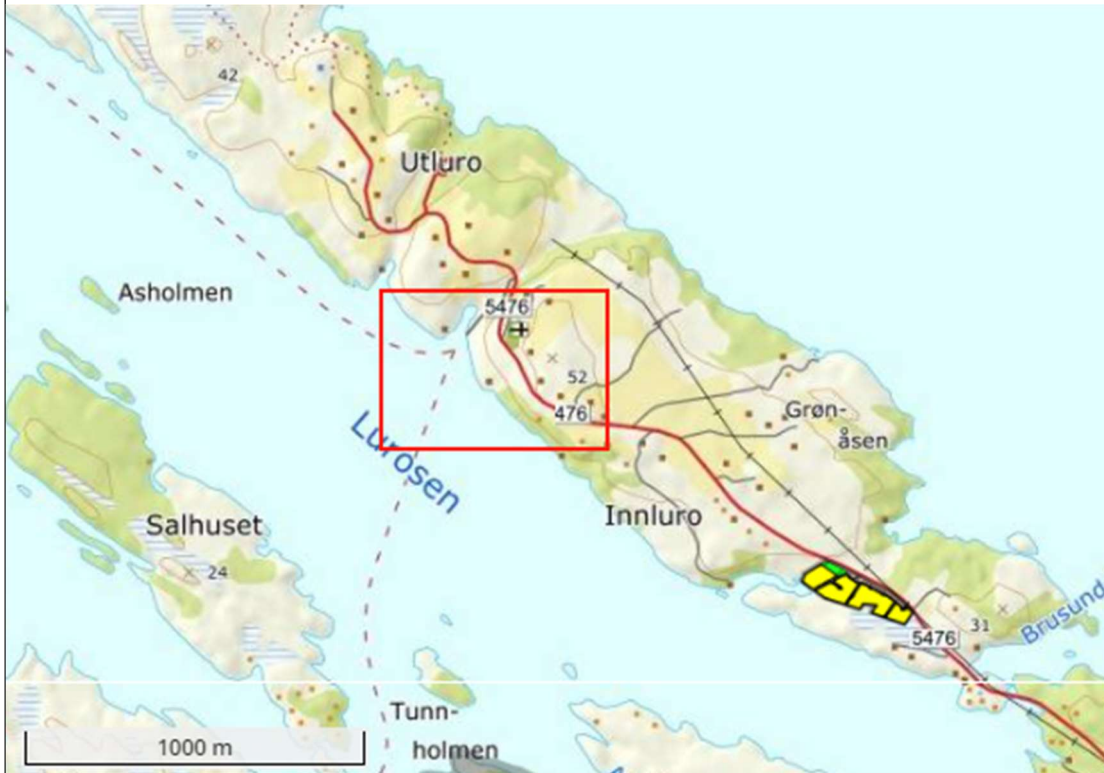 42
Utluro
Asholmen
5476
52
476
Grøn-
åsen
Lurosen
Salhuset
24
Innluro
31
5476
Brusund
Tunn-
holmen
1000 m